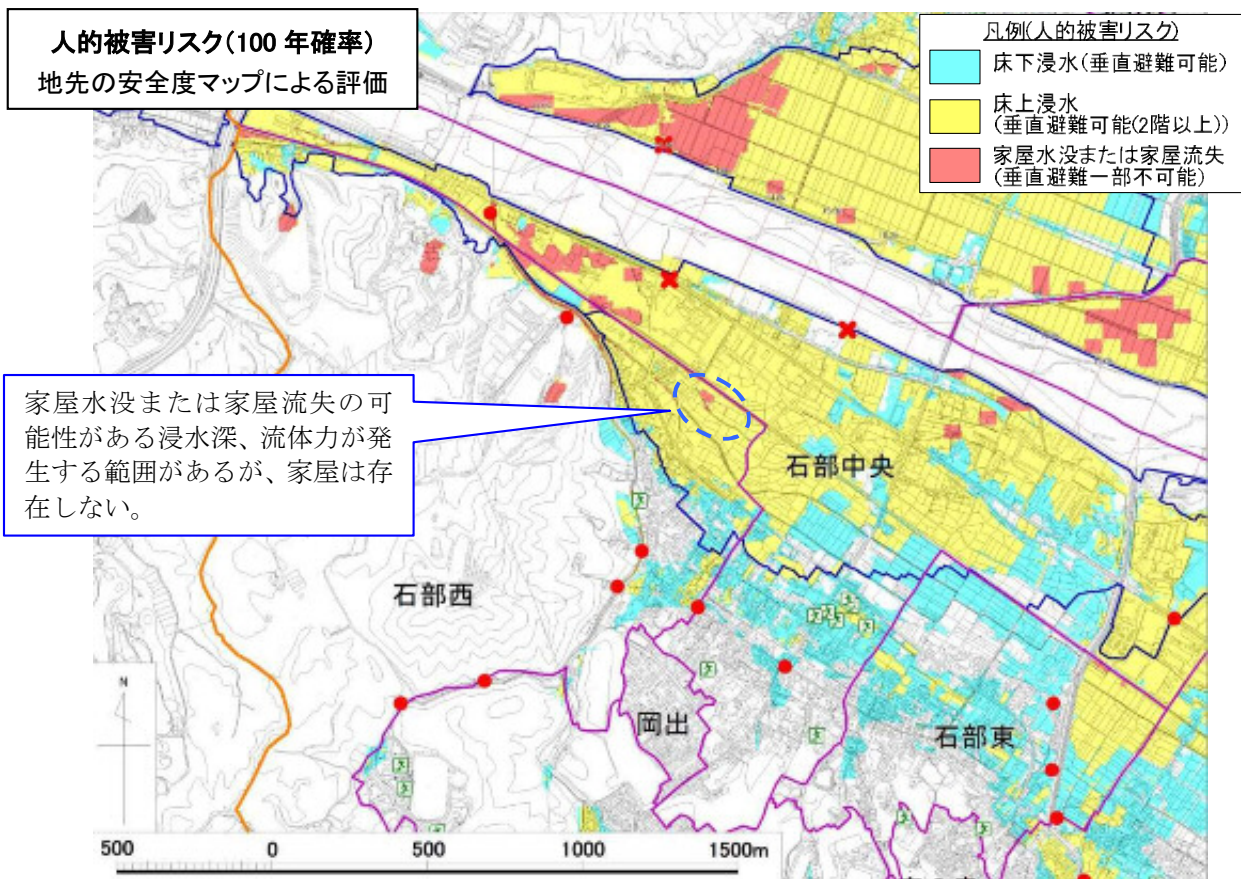 人的被害リスク(100 年確率)
地先の安全度マップによる評価
凡例(人的被害リスク)
床下浸水(垂直避難可能)
床上浸水
(垂直避難可能(2階以上))
家屋水没または家屋流失
(垂直避難一部不可能)
家屋水没または家屋流失の可
能性がある浸水深、流体力が発
生する範囲があるが、家屋は存
在しない。
石部中央
石部西
岡出
石部東
N
500 0 500 1000 1500m